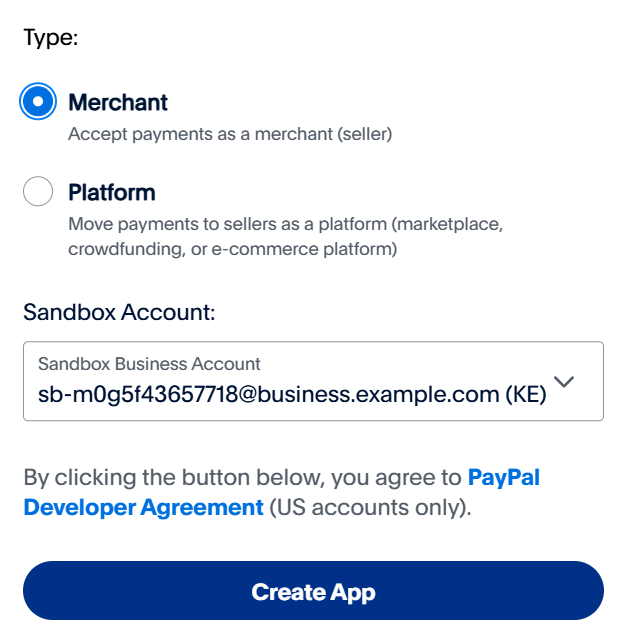 Type:
Merchant
Accept payments as a merchant (seller)
Platform
Move payments to sellers as a platform (marketplace,
crowdfunding, or e-commerce platform)
Sandbox Account:
Sandbox Business Account
sb-m0g5f43657718@business.example.com (KE)
By clicking the button below, you agree to PayPal
Developer Agreement (US accounts only).
Create App